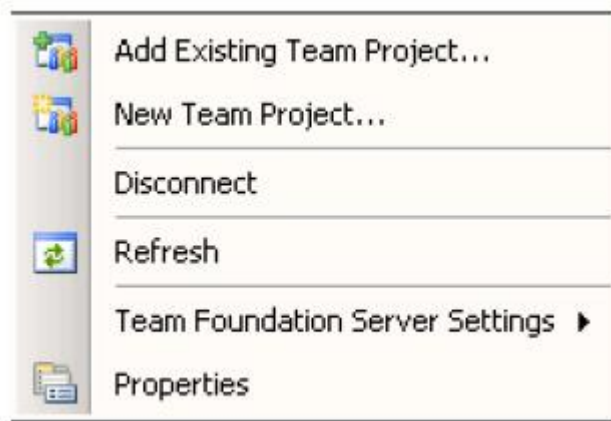 Add Existing Team Project...
New Team Project...
Disconnect
Refresh
Team Foundation Server Settings
Properties